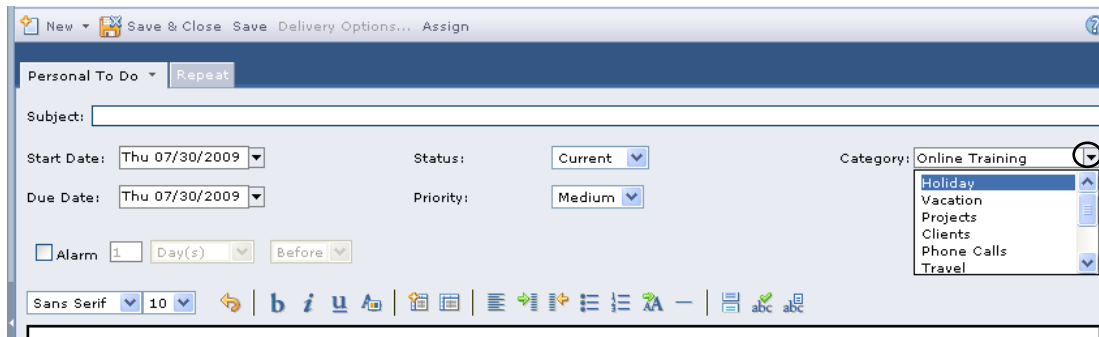 New Save & Close Save Delivery Options... Assign
Personal To Do Repeat
Subject:
Start Date: Thu 07/30/2009 Status: Current Category: Online Training
Holiday
Due Date: Thu 07/30/2009 Priority: Medium Vacation
Projects
Clients
Alarm 1 Day(s) Before Phone Calls
Travel
Sans Serif 10 b i u A abc abc